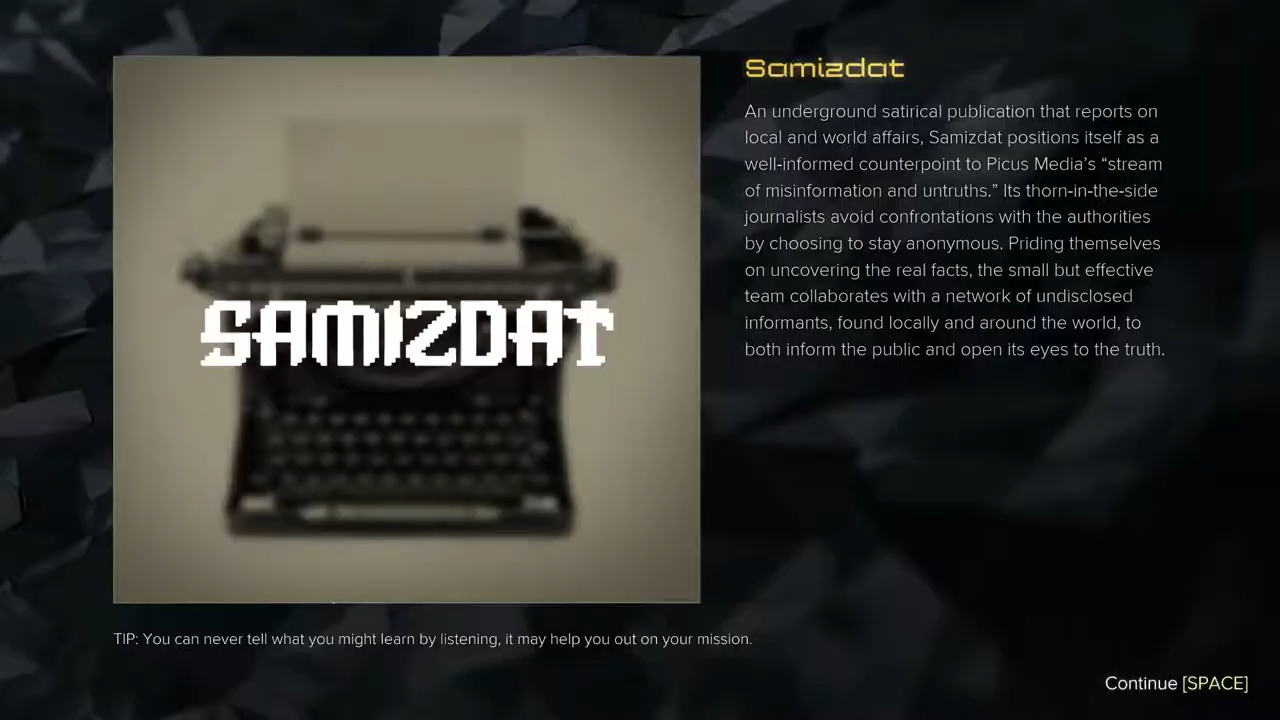 Samizdat
An underground satirical publication that reports on
local and world affairs, Samizdat positions itself as a
well-informed counterpoint to Picus Media's “stream
of misinformation and untruths.” Its thorn-in-the-side
journalists avoid confrontations with the authorities
by choosing to stay anonymous. Priding themselves
on uncovering the real facts, the small but effective
team collaborates with a network of undisclosed
informants, found locally and around the world, to
both inform the public and open its eyes to the truth.
SAMIZDAT
TIP: You can never tell what you might learn by listening, it may help you out on your mission.
Continue [SPACE]